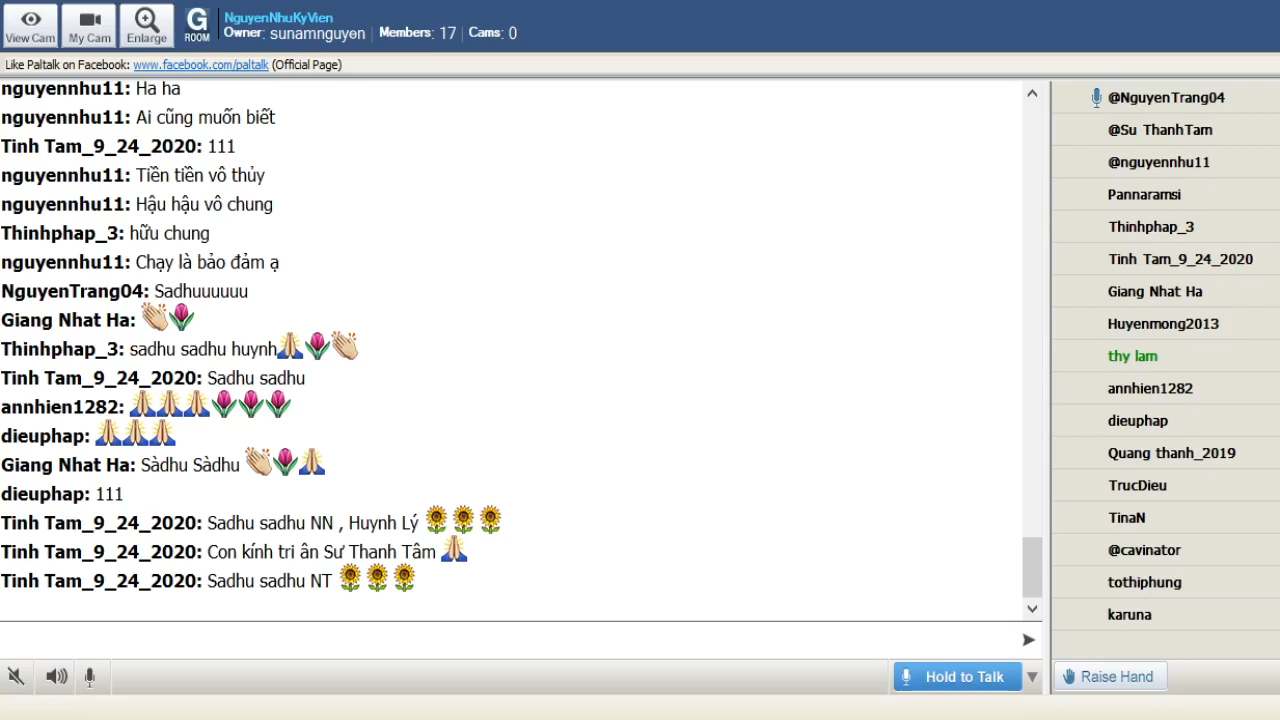 View Cam
My Cam
Enlarge
G
ROOM
NguyenNhuKyVien
Owner: sunamnguyen | Members: 17 | Cams: 0
Like Paltalk on Facebook: www.facebook.com/paltalk (Official Page)
nguyennhu11: Ha ha
nguyennhu11: Ai cũng muốn biết
Tinh Tam_9_24_2020: 111
nguyennhu11: Tiền tiền vô thủy
nguyennhu11: Hậu hậu vô chung
Thinhphap_3: hữu chung
nguyennhu11: Chạy là bảo đảm ạ
NguyenTrang04: Sadhuuuuuu
Giang Nhat Ha: 👏🌷
Thinhphap_3: sadhu sadhu huynh🙏🌷👏
Tinh Tam_9_24_2020: Sadhu sadhu
annhien1282: 🙏🙏🙏🌷🌷🌷
dieuphap: 🙏🙏🙏
Giang Nhat Ha: Sàdhu Sàdhu 👏🌷🙏
dieuphap: 111
Tinh Tam_9_24_2020: Sadhu sadhu NN , Huynh Lý 🌻🌻🌻
Tinh Tam_9_24_2020: Con kính tri ân Sư Thanh Tâm 🙏
Tinh Tam_9_24_2020: Sadhu sadhu NT 🌻🌻🌻
@NguyenTrang04
@Su ThanhTam
@nguyennhu11
Pannaramsi
Thinhphap_3
Tinh Tam_9_24_2020
Giang Nhat Ha
Huyenmong2013
thy lam
annhien1282
dieuphap
Quang thanh_2019
TrucDieu
TinaN
@cavinator
tothiphung
karuna
Hold to Talk
Raise Hand